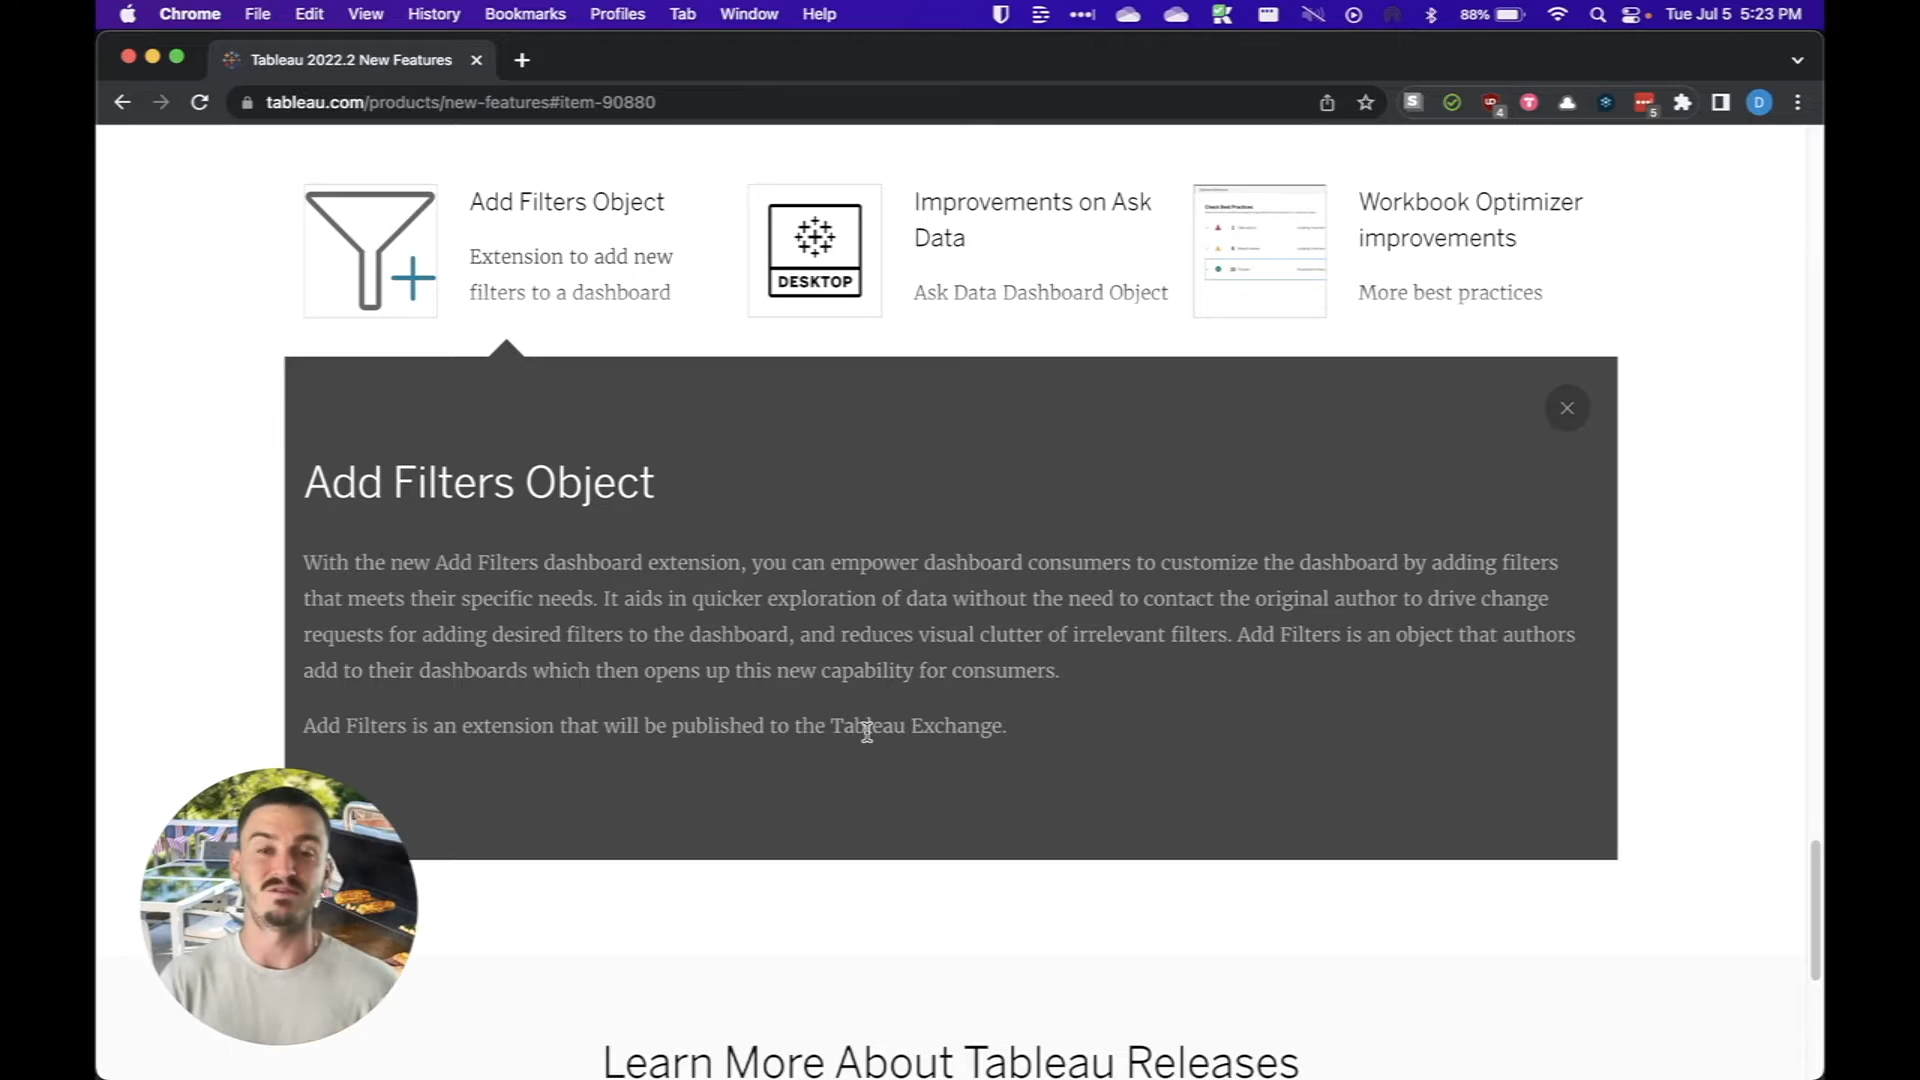 Chrome File Edit View History Bookmarks Profiles Tab Window Help 88% Tue Jul 5 5:23 PM
Tableau 2022.2 New Features
tableau.com/products/new-features#item-90880
S
4
5
D
Add Filters Object
Extension to add new
filters to a dashboard
DESKTOP
Improvements on Ask
Data
Ask Data Dashboard Object
Check Best Practices
Workbook Optimizer
improvements
More best practices
Add Filters Object
With the new Add Filters dashboard extension, you can empower dashboard consumers to customize the dashboard by adding filters
that meets their specific needs. It aids in quicker exploration of data without the need to contact the original author to drive change
requests for adding desired filters to the dashboard, and reduces visual clutter of irrelevant filters. Add Filters is an object that authors
add to their dashboards which then opens up this new capability for consumers.
Add Filters is an extension that will be published to the Tableau Exchange.
Learn More About Tableau Releases